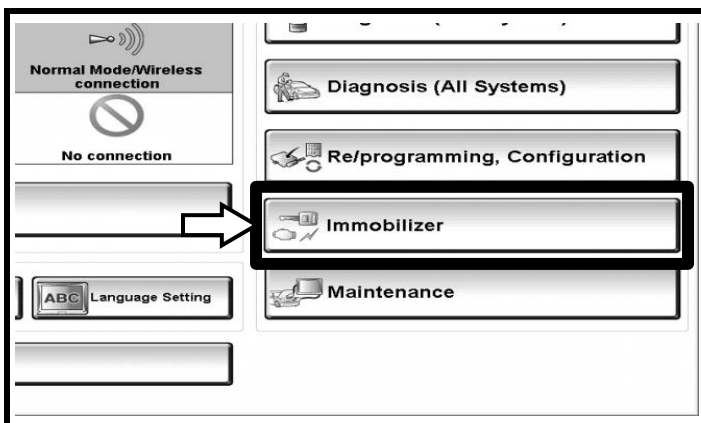 Normal Mode/Wireless
connection
No connection
Diagnosis (All Systems)
Re/programming, Configuration
Immobilizer
Maintenance
ABC Language Setting